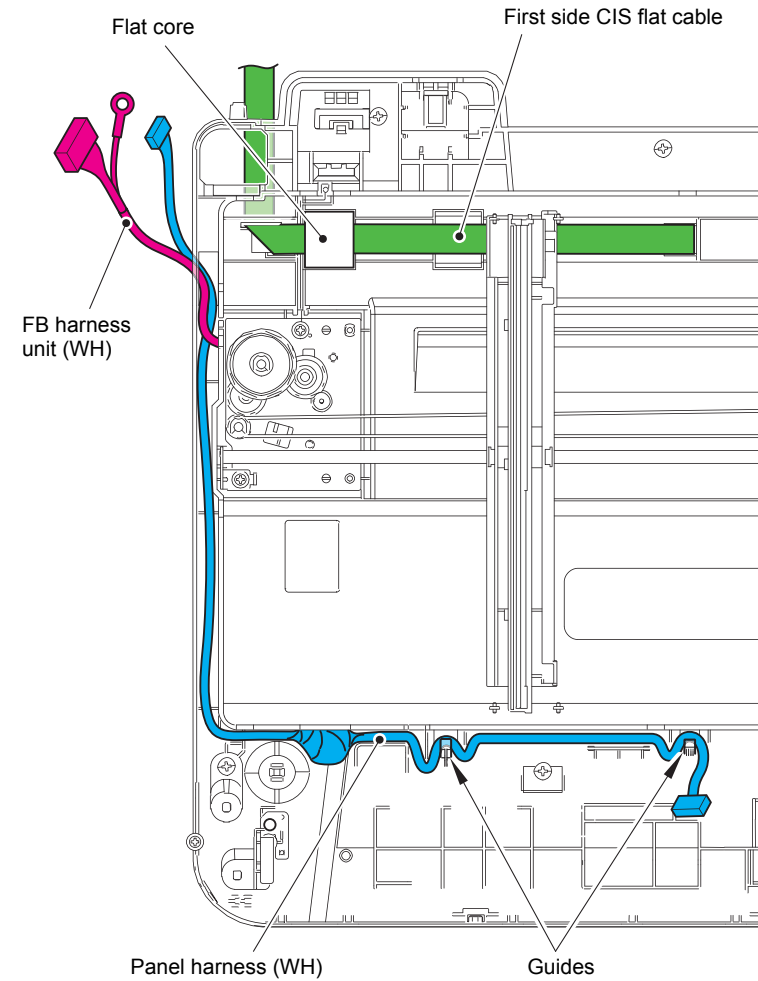 First side CIS flat cable
Flat core
FB harness
unit (WH)
Panel harness (WH)
Guides